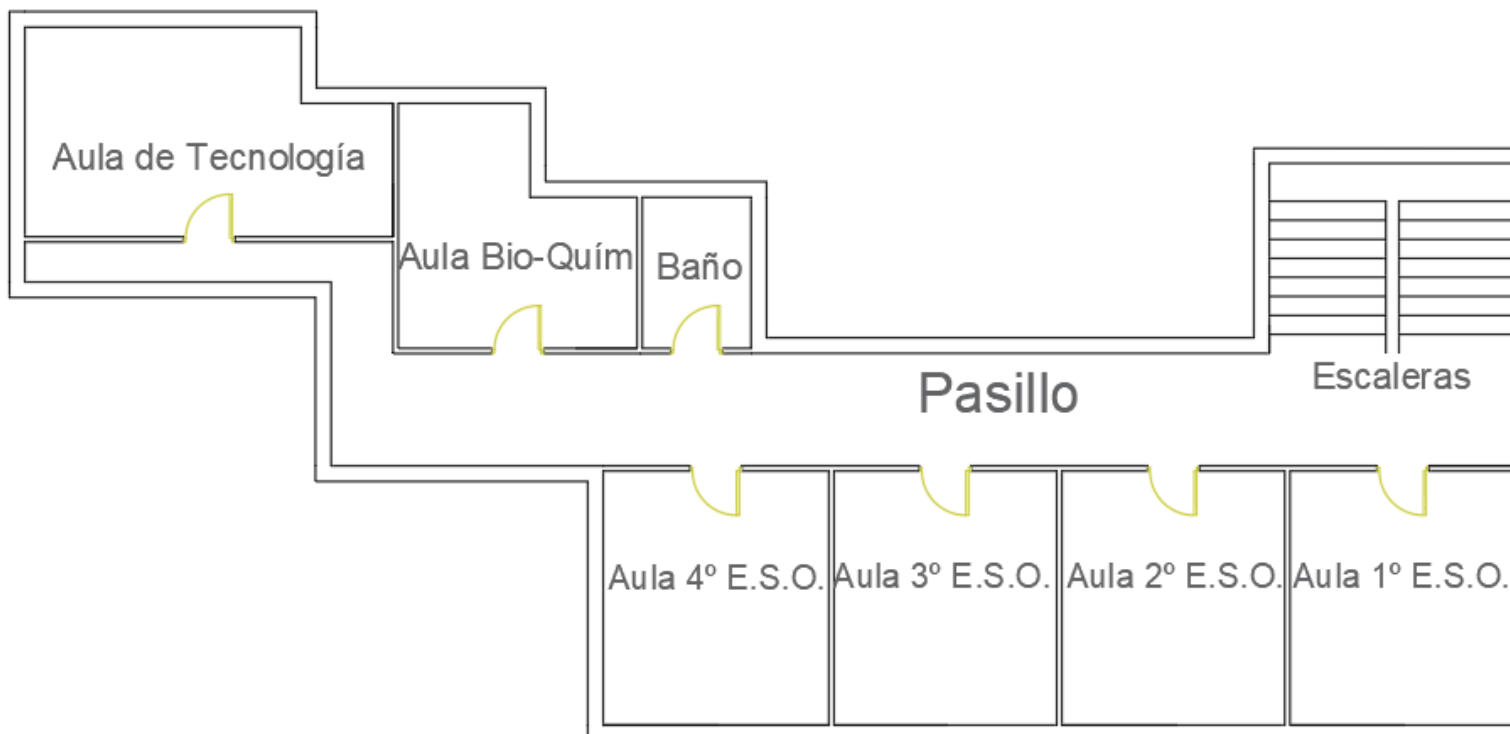 Aula de Tecnología
Aula Bio-Quím
Baño
Pasillo
Escaleras
Aula 4º E.S.O.
Aula 3º E.S.O.
Aula 2º E.S.O.
Aula 1º E.S.O.